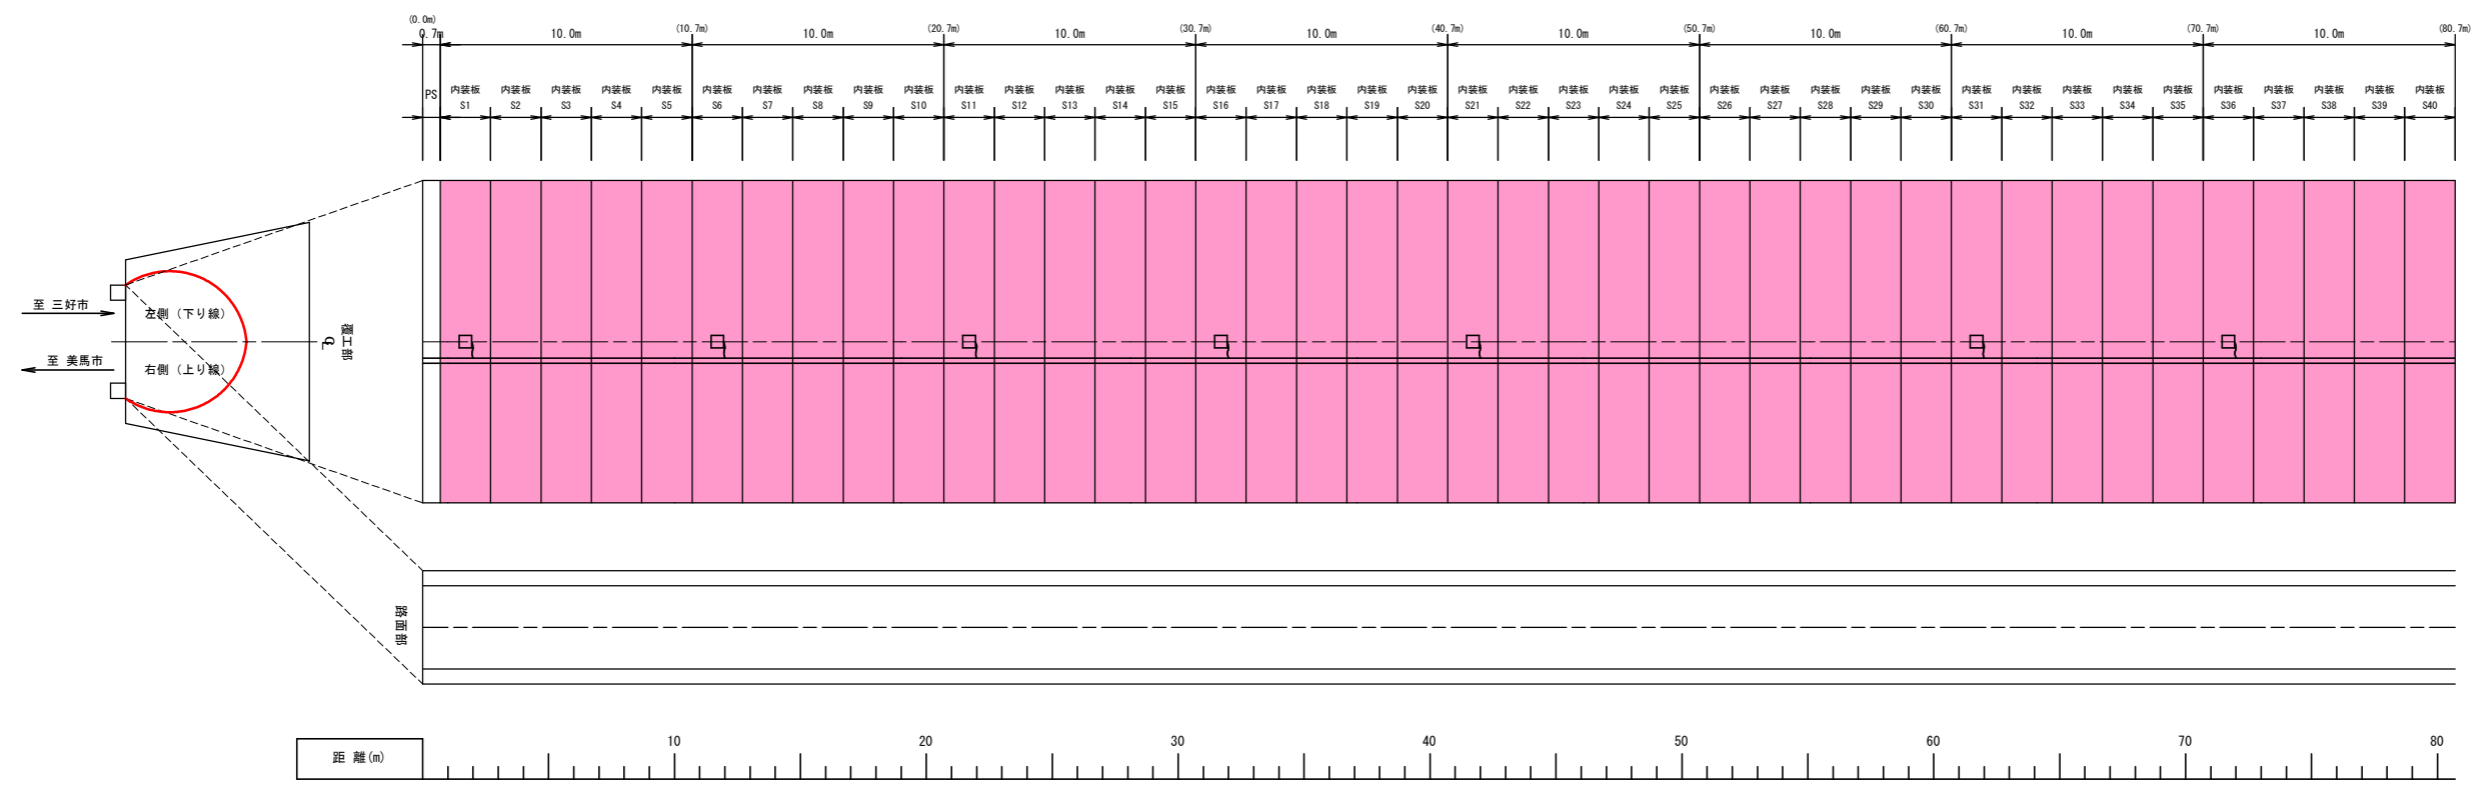 (0.0m) (10.7m) (20.7m) (30.7m) (40.7m) (50.7m) (60.7m) (70.7m) (80.7m)
0.7m 10.0m 10.0m 10.0m 10.0m 10.0m 10.0m 10.0m 10.0m
PS 内装板 内装板 内装板 内装板 内装板 内装板 内装板 内装板 内装板 内装板 内装板 内装板 内装板 内装板 内装板 内装板 内装板 内装板 内装板 内装板 内装板 内装板 内装板 内装板 内装板 内装板 内装板 内装板 内装板 内装板 内装板 内装板 内装板 内装板 内装板 内装板 内装板 内装板 内装板 内装板
S1 S2 S3 S4 S5 S6 S7 S8 S9 S10 S11 S12 S13 S14 S15 S16 S17 S18 S19 S20 S21 S22 S23 S24 S25 S26 S27 S28 S29 S30 S31 S32 S33 S34 S35 S36 S37 S38 S39 S40
至 三好市
左側（下り線）
CL
覆工部
至 美馬市
右側（上り線）
路面部
距 離(m)
10 20 30 40 50 60 70 80